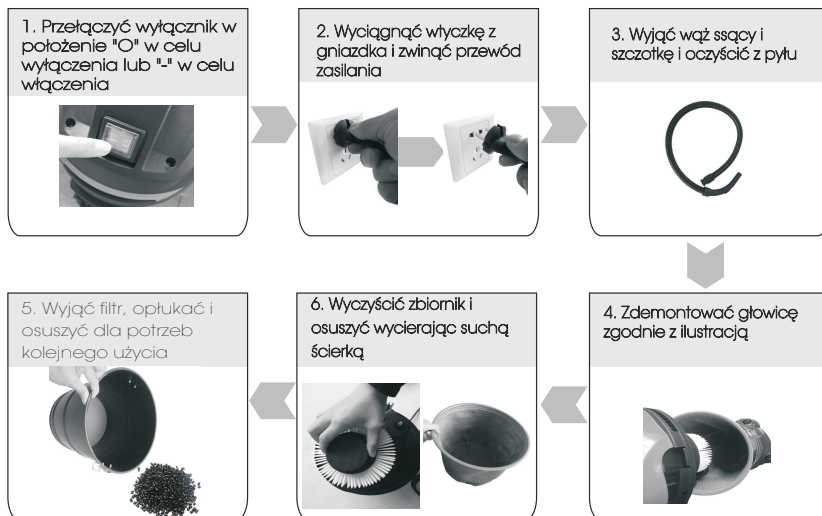 1. Przełączyć wyłącznik w
położenie "O" w celu
wyłączenia lub "-" w celu
włączenia
2. Wyciągnąć wtyczkę z
gniazdka i zwinąć przewód
zasilania
3. Wyjąć wąż ssący i
szczotkę i oczyścić z pyłu
4. Zdemontować głowicę
zgodnie z ilustracją
5. Wyjąć filtr, opłukać i
osuszyć dla potrzeb
kolejnego użycia
6. Wyczyścić zbiornik i
osuszyć wycierając suchą
ścierką